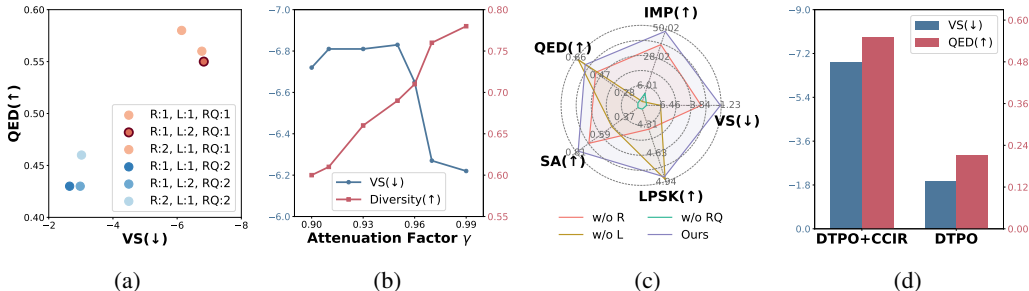 0.60
0.55
0.50
0.45
0.40
QED(↑)
R:1, L:1, RQ:1
R:1, L:2, RQ:1
R:2, L:1, RQ:1
R:1, L:1, RQ:2
R:1, L:2, RQ:2
R:2, L:1, RQ:2
−2 −4 −6 −8
VS(↓)
(a)
−7.0
−6.8
−6.6
−6.4
−6.2
−6.0
0.80
0.75
0.70
0.65
0.60
0.55
VS(↓)
Diversity(↑)
0.90 0.93 0.96 0.99
Attenuation Factor γ
(b)
IMP(↑)
50.02
28.02
6.01
QED(↑)
0.86
0.47
0.28
VS(↓)
-6.46
-3.84
-1.23
SA(↑)
0.81
0.59
0.37
LPSK(↑)
4.31
4.63
4.94
w/o R
w/o RQ
w/o L
Ours
(c)
−9.0
−7.2
−5.4
−3.6
−1.8
0.0
0.60
0.48
0.36
0.24
0.12
0.00
VS(↓)
QED(↑)
DTPO+CCIR DTPO
(d)